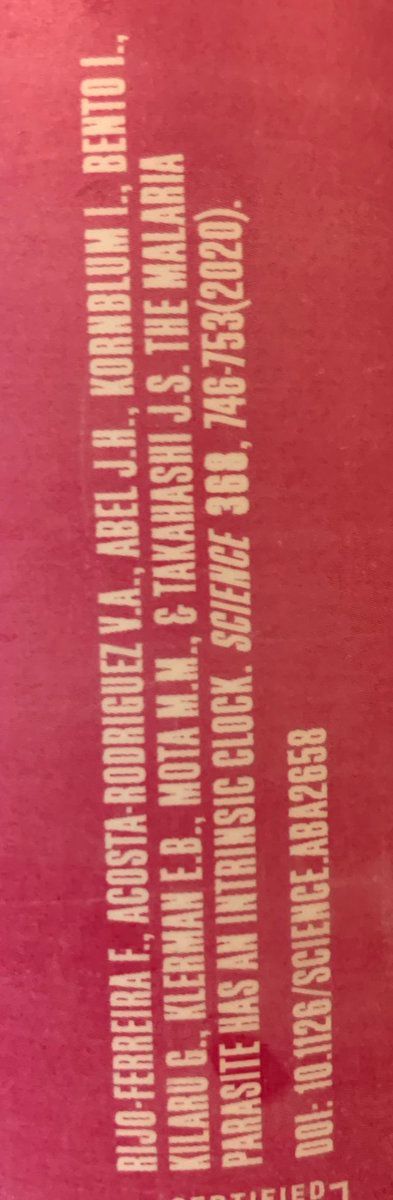 RIJO-FERREIRA F., ACOSTA-RODRIGUEZ V.A., ABEL J.H., KORNBLUM I., BENTO I.,
KILARU G., KLERMAN E.B., MOTA M.M., & TAKAHASHI J.S. THE MALARIA
PARASITE HAS AN INTRINSIC CLOCK. SCIENCE 368, 746-753(2020).
DOI: 10.1126/SCIENCE.ABA2658
CERTIFIED